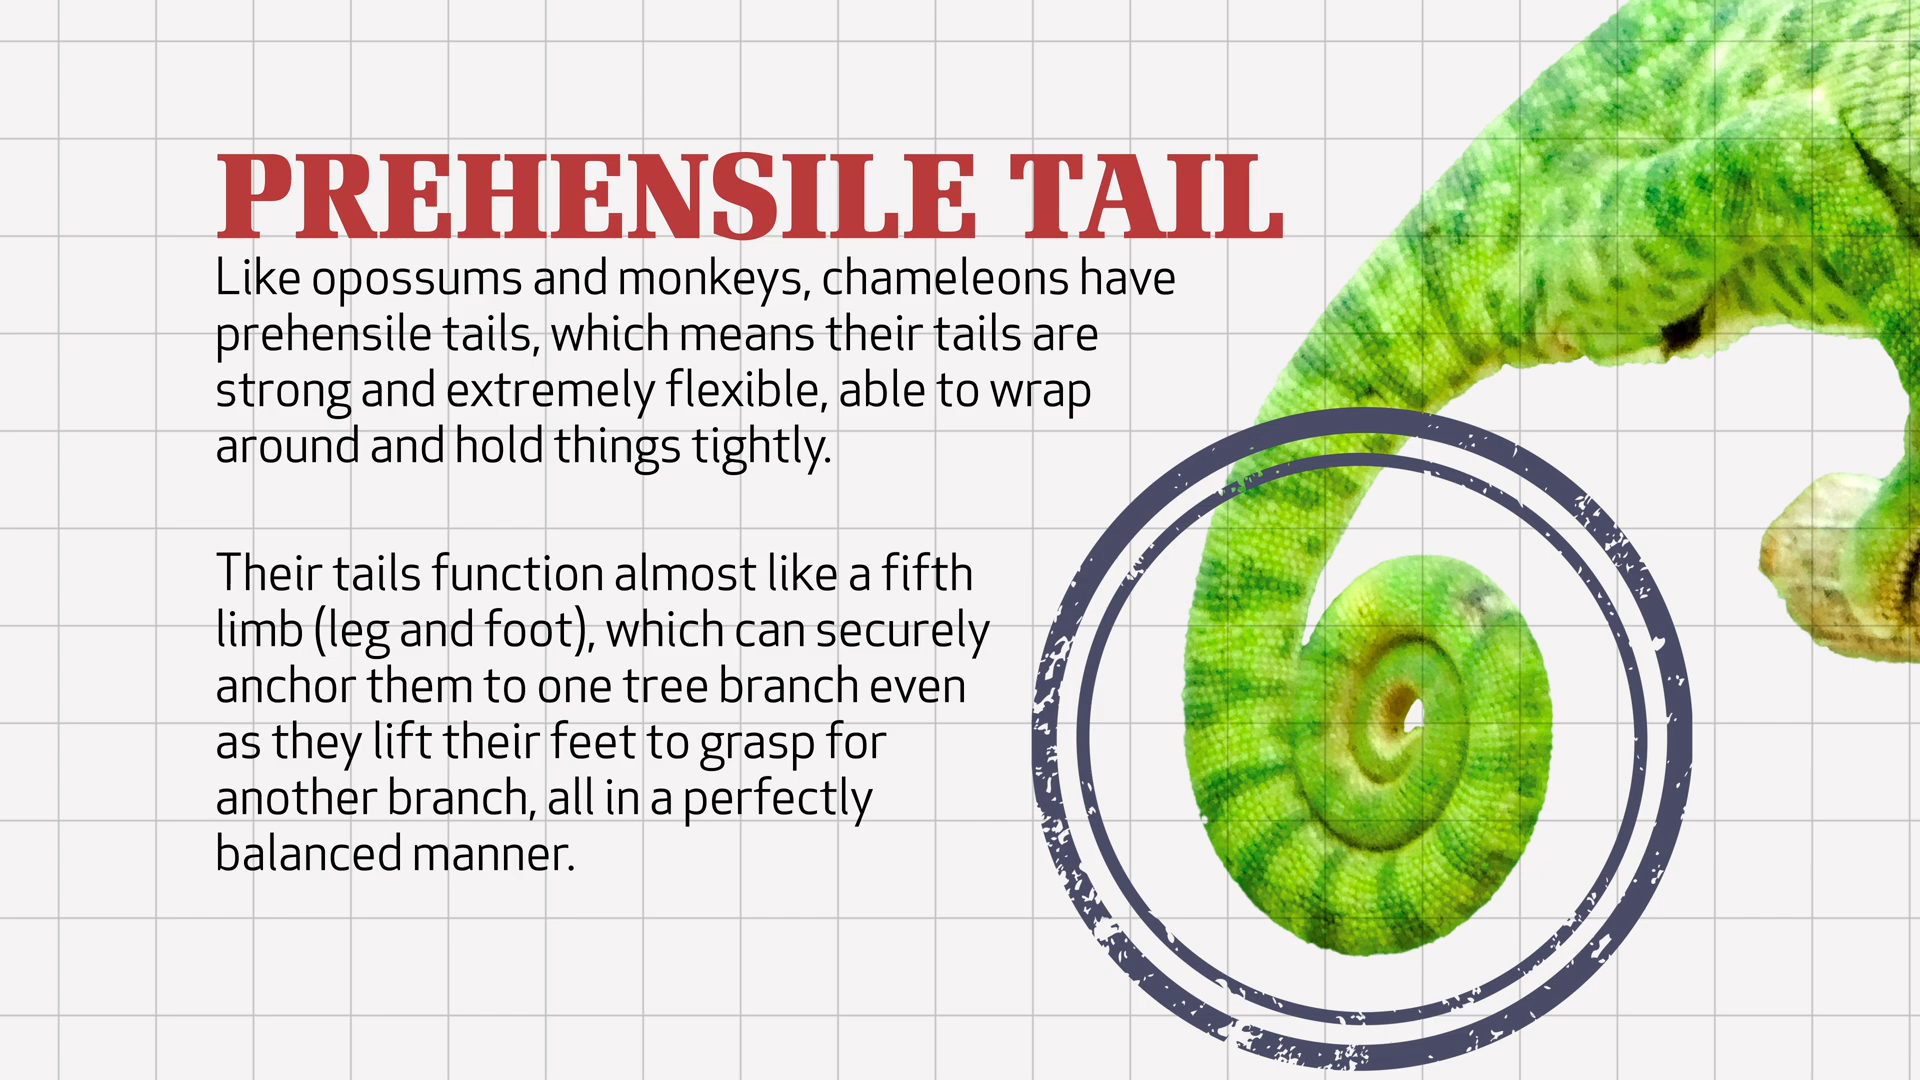 PREHENSILE TAIL
Like opossums and monkeys, chameleons have
prehensile tails, which means their tails are
strong and extremely flexible, able to wrap
around and hold things tightly.
Their tails function almost like a fifth
limb (leg and foot), which can securely
anchor them to one tree branch even
as they lift their feet to grasp for
another branch, all in a perfectly
balanced manner.